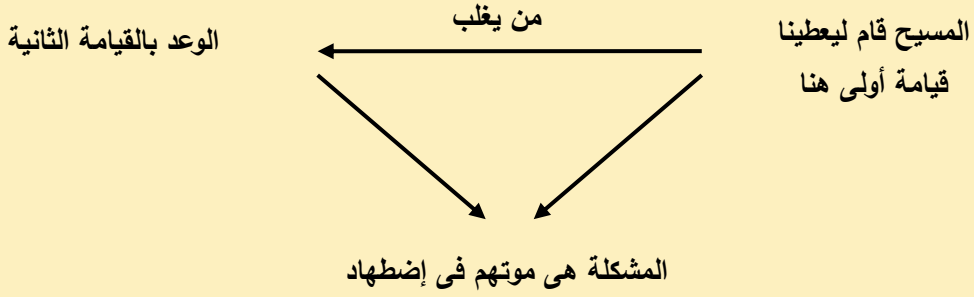 المسيح قام ليعطينا
قيامة أولى هنا
من يغلب
الوعد بالقيامة الثانية
المشكلة هى موتهم فى إضطهاد